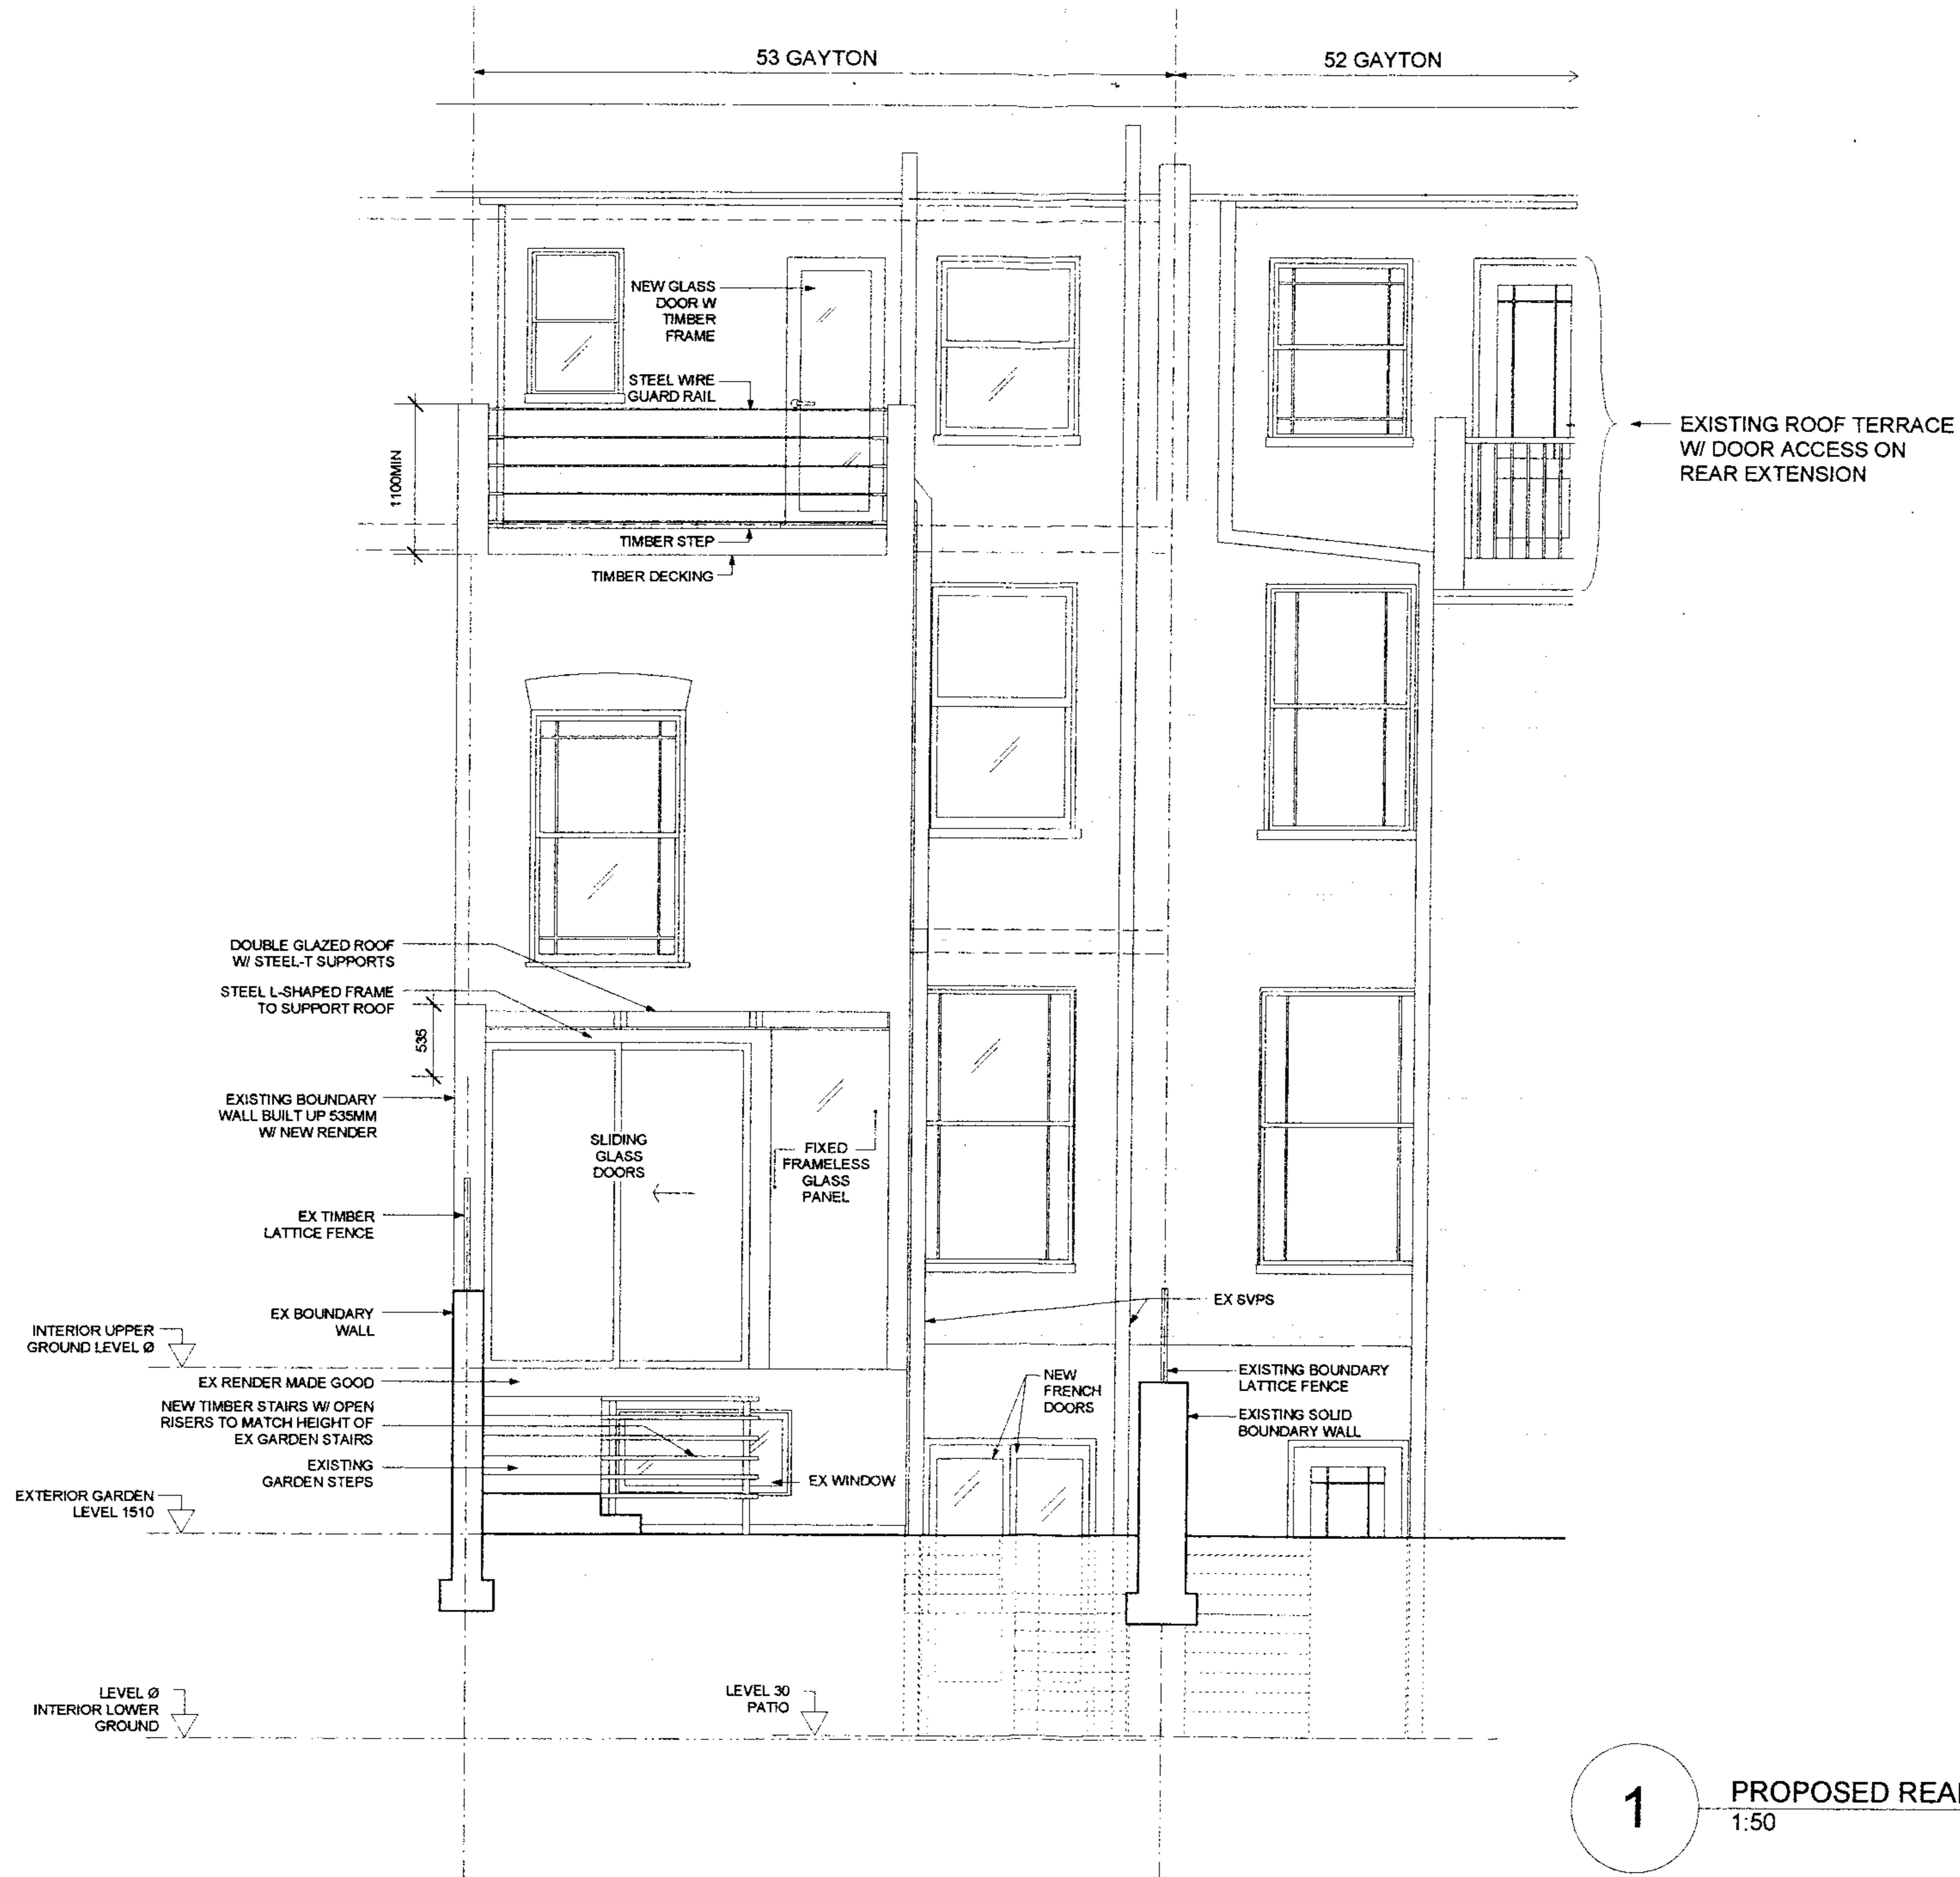 53 GAYTON
52 GAYTON
NEW GLASS
DOOR W
TIMBER
FRAME
STEEL WIRE
GUARD RAIL
1100MIN
TIMBER STEP
TIMBER DECKING
EXISTING ROOF TERRACE
W/ DOOR ACCESS ON
REAR EXTENSION
DOUBLE GLAZED ROOF
W/ STEEL-T SUPPORTS
STEEL L-SHAPED FRAME
TO SUPPORT ROOF
535
EXISTING BOUNDARY
WALL BUILT UP 535MM
W/ NEW RENDER
SLIDING
GLASS
DOORS
FIXED
FRAMELESS
GLASS
PANEL
EX TIMBER
LATTICE FENCE
EX BOUNDARY
WALL
EX SVPS
INTERIOR UPPER
GROUND LEVEL Ø
EX RENDER MADE GOOD
NEW TIMBER STAIRS W/ OPEN
RISERS TO MATCH HEIGHT OF
EX GARDEN STAIRS
EXISTING
GARDEN STEPS
EX WINDOW
NEW
FRENCH
DOORS
EXISTING BOUNDARY
LATTICE FENCE
EXISTING SOLID
BOUNDARY WALL
EXTERIOR GARDEN
LEVEL 1510
LEVEL Ø
INTERIOR LOWER
GROUND
LEVEL 30
PATIO
1
PROPOSED REA
1:50